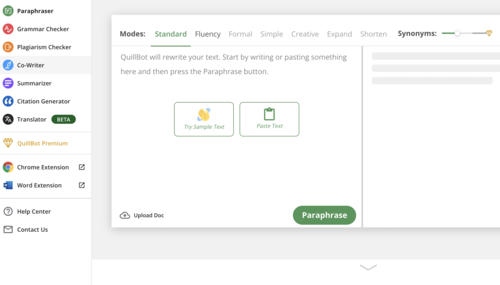 Paraphraser
Grammar Checker
Plagiarism Checker
Co-Writer
Summarizer
Citation Generator
Translator BETA
QuillBot Premium
Chrome Extension
Word Extension
Help Center
Contact Us
Modes: Standard Fluency Formal Simple Creative Expand Shorten Synonyms:
QuillBot will rewrite your text. Start by writing or pasting something
here and then press the Paraphrase button.
Try Sample Text
Paste Text
Upload Doc
Paraphrase